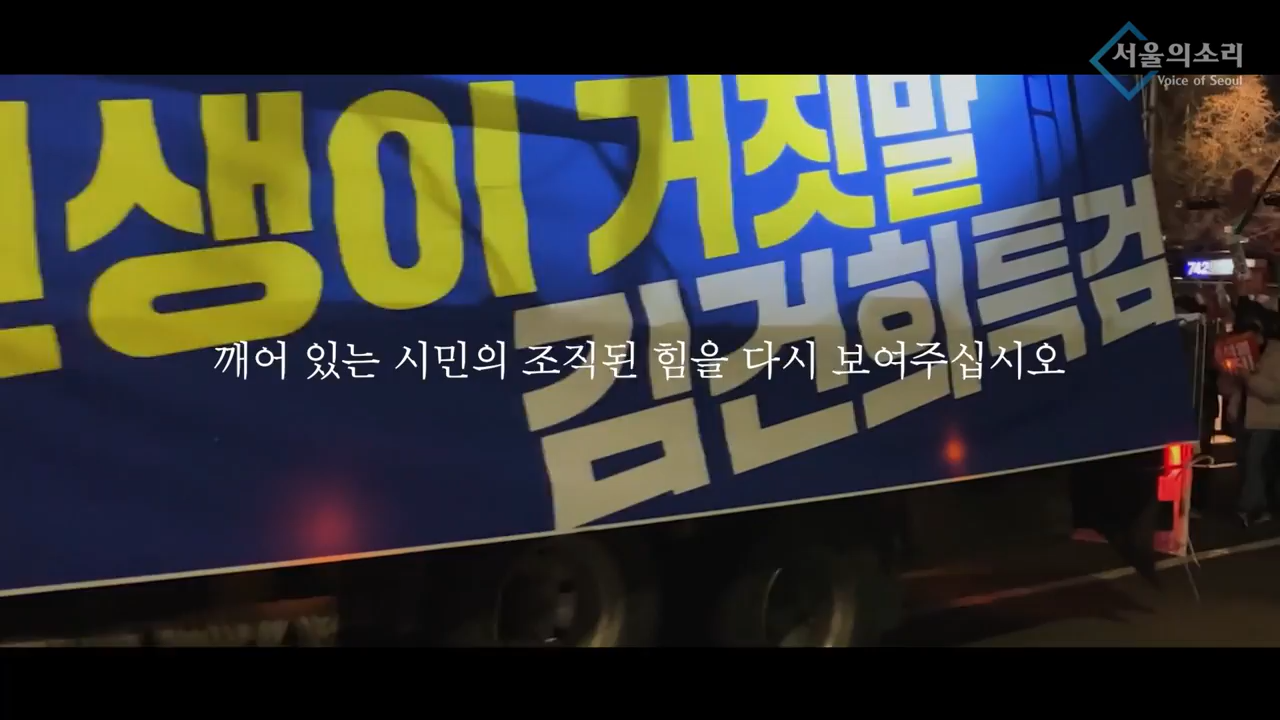 서울의소리
Voice of Seoul
생이 거짓말
김건희특검
742
깨어 있는 시민의 조직된 힘을 다시 보여주십시오